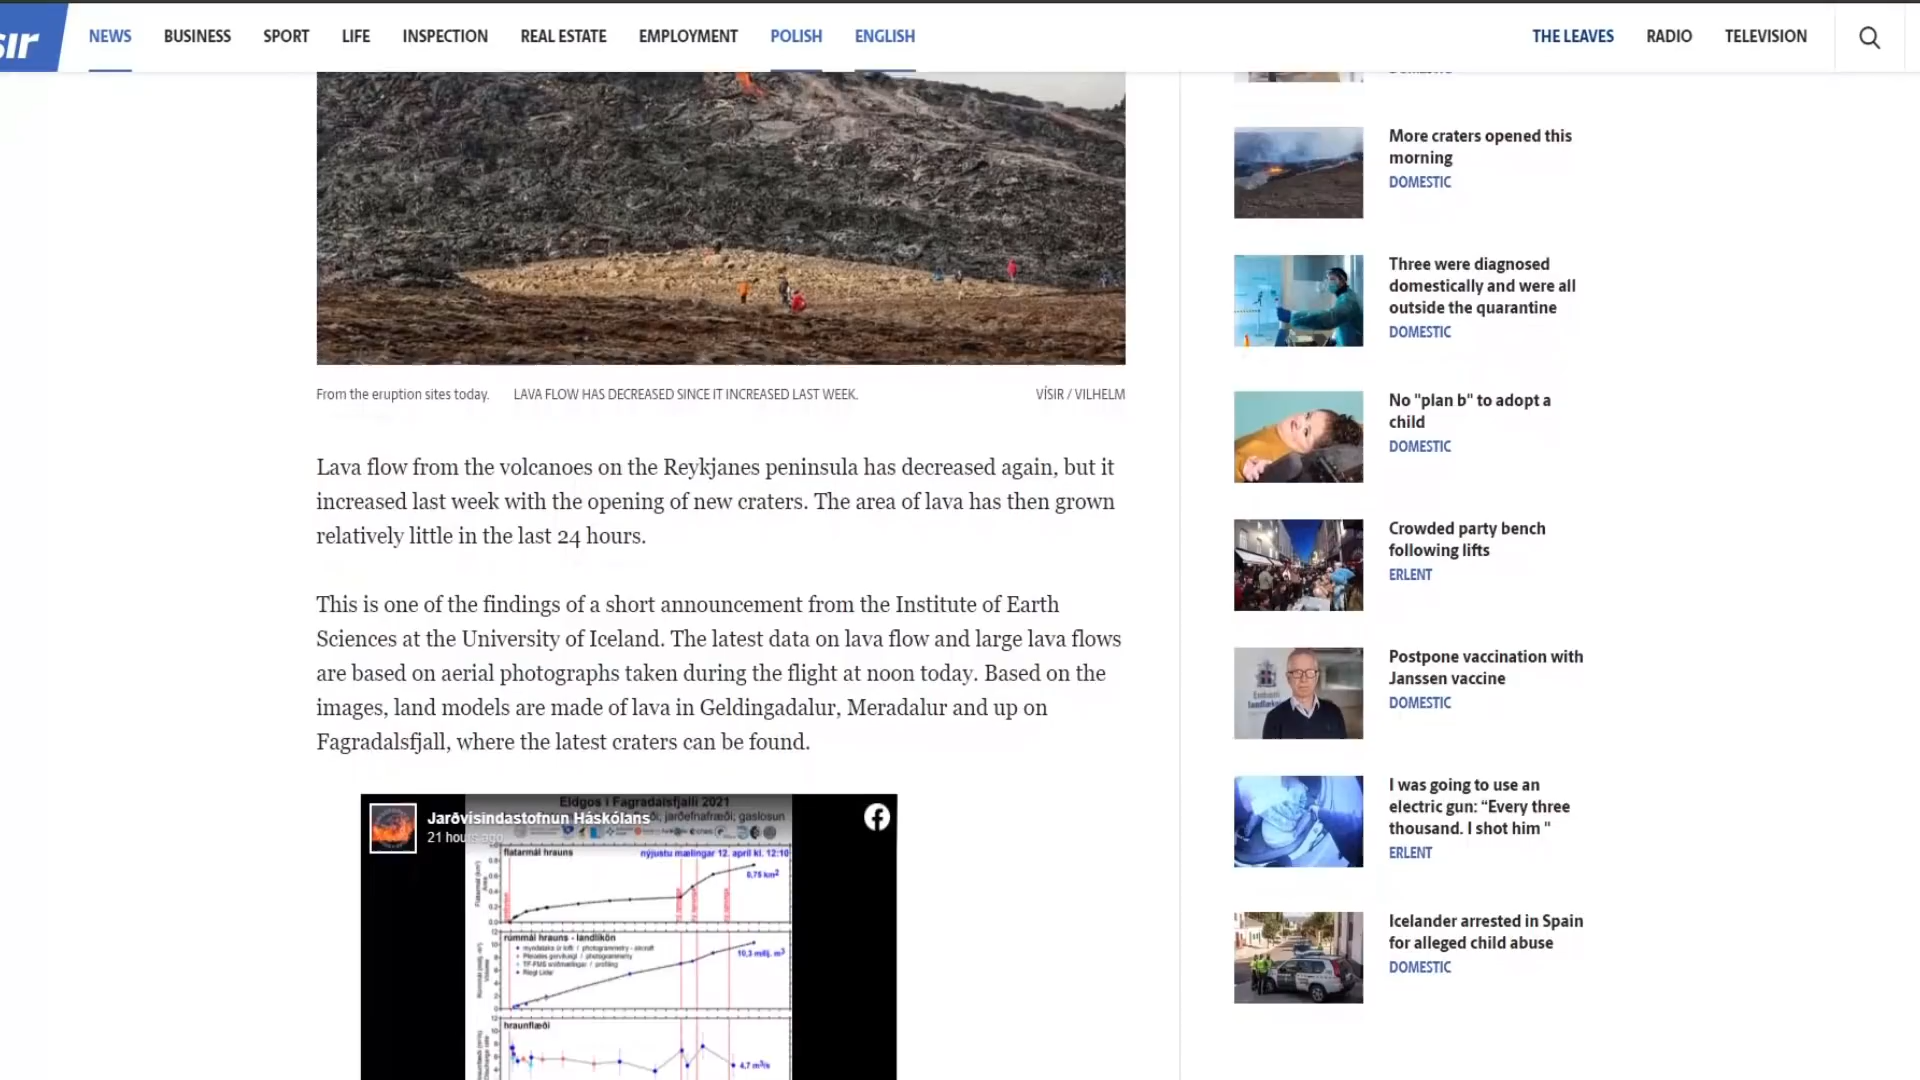 sır
NEWS
BUSINESS
SPORT
LIFE
INSPECTION
REAL ESTATE
EMPLOYMENT
POLISH
ENGLISH
THE LEAVES
RADIO
TELEVISION
From the eruption sites today.
LAVA FLOW HAS DECREASED SINCE IT INCREASED LAST WEEK.
VÍSIR / VILHELM
Lava flow from the volcanoes on the Reykjanes peninsula has decreased again, but it
increased last week with the opening of new craters. The area of lava has then grown
relatively little in the last 24 hours.
This is one of the findings of a short announcement from the Institute of Earth
Sciences at the University of Iceland. The latest data on lava flow and large lava flows
are based on aerial photographs taken during the flight at noon today. Based on the
images, land models are made of lava in Geldingadalur, Meradalur and up on
Fagradalsfjall, where the latest craters can be found.
Eldgos í Fagradalsfjalli 2021
Jarðvísindastofnun Háskólans
jarðefnafræði; gaslosun
21 hours ago
flatarmál hrauns
nýjustu mælingar 12. apríl kl. 12:10
0,75 km²
rúmmál hrauns - landlíkön
10,3 millj. m³
hraunflæði
4,7 m³/s
More craters opened this
morning
DOMESTIC
Three were diagnosed
domestically and were all
outside the quarantine
DOMESTIC
No "plan b" to adopt a
child
DOMESTIC
Crowded party bench
following lifts
ERLENT
Postpone vaccination with
Janssen vaccine
DOMESTIC
I was going to use an
electric gun: “Every three
thousand. I shot him "
ERLENT
Icelander arrested in Spain
for alleged child abuse
DOMESTIC